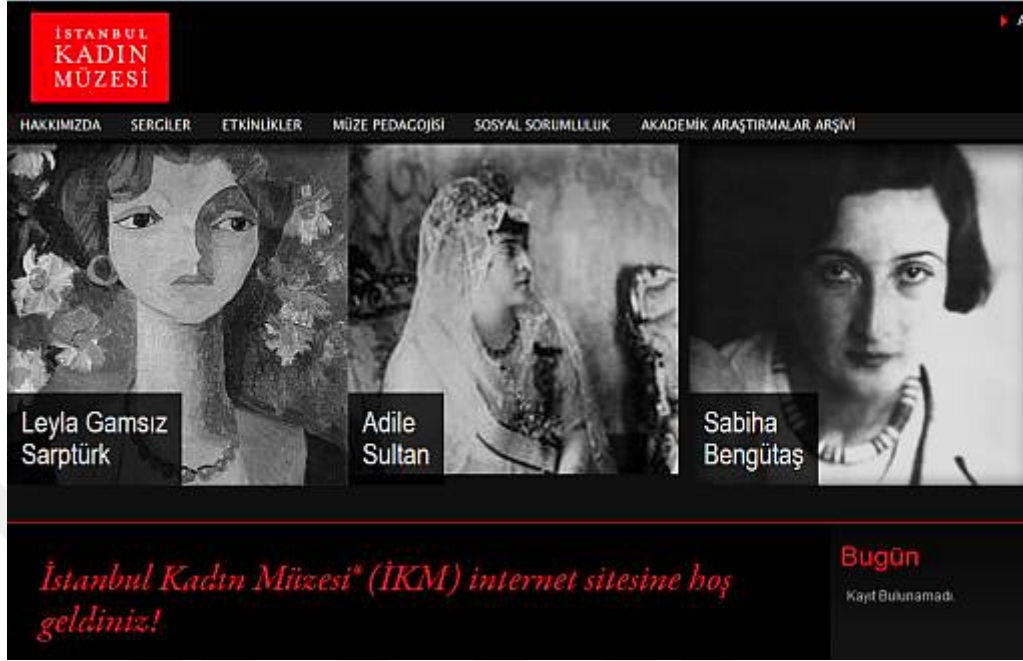 İSTANBUL
KADIN
MÜZESİ
HAKKIMIZDA SERGİLER ETKİNLİKLER MÜZE PEDAGOJİSİ SOSYAL SORUMLULUK AKADEMİK ARAŞTIRMALAR ARŞİVİ
Leyla Gamsız
Sarptürk
Adile
Sultan
Sabiha
Bengütaş
İstanbul Kadın Müzesi* (İKM) internet sitesine hoş
geldiniz!
Bugün
Kayıt Bulunamadı.